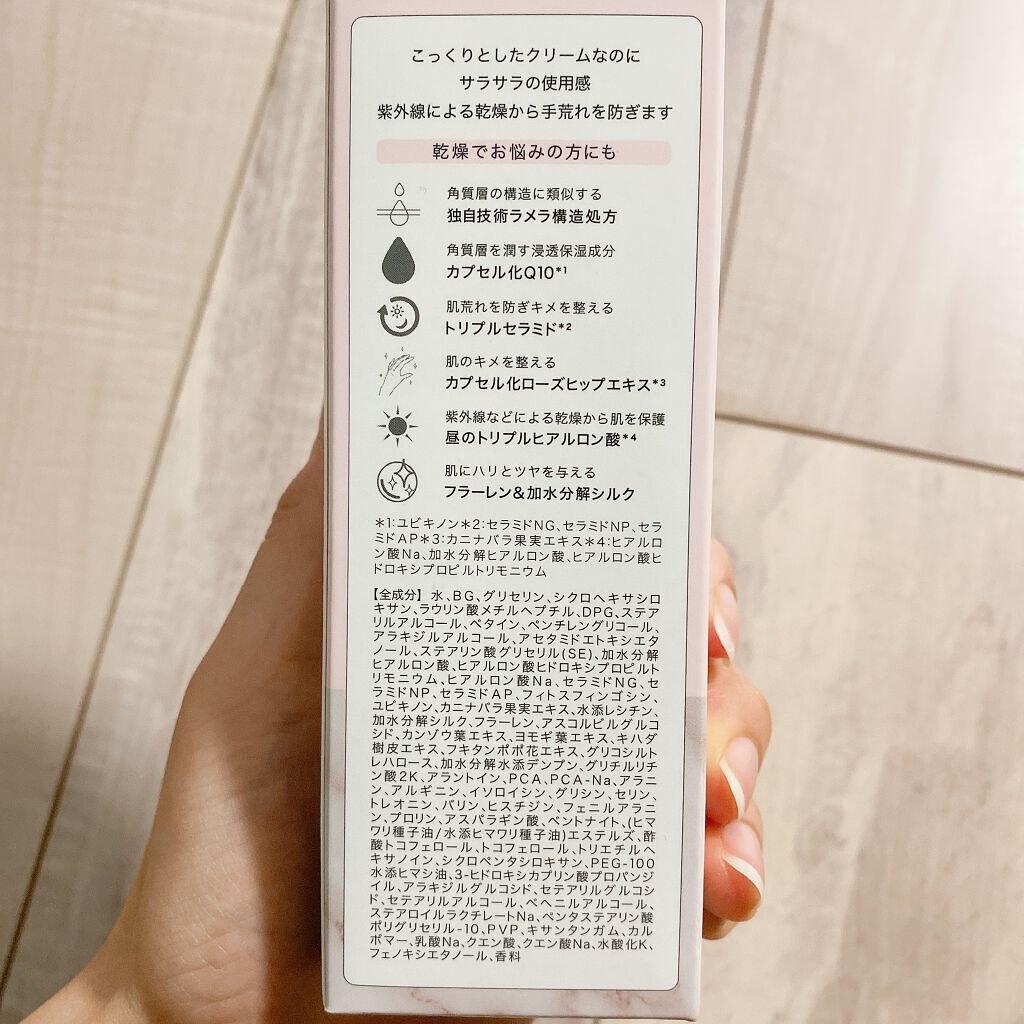 こっくりとしたクリームなのに
サラサラの使用感
紫外線による乾燥から手荒れを防ぎます
乾燥でお悩みの方にも
角質層の構造に類似する
独自技術ラメラ構造処方
角質層を潤す浸透保湿成分
カプセル化Q10*1
肌荒れを防ぎキメを整える
トリプルセラミド*2
肌のキメを整える
カプセル化ローズヒップエキス*3
紫外線などによる乾燥から肌を保護
昼のトリプルヒアルロン酸*4
肌にハリとツヤを与える
フラーレン&加水分解シルク
*1:ユビキノン*2:セラミドNG、セラミドNP、セラ
ミドAP*3:カニナバラ果実エキス*4:ヒアルロ
ン酸Na、加水分解ヒアルロン酸、ヒアルロン酸ヒ
ドロキシプロピルトリモニウム
【全成分】水、BG、グリセリン、シクロヘキサシロ
キサン、ラウリン酸メチルヘプチル、DPG、ステア
リルアルコール、ベタイン、ペンチレングリコール、
アラキジルアルコール、アセタミドエトキシエタ
ノール、ステアリン酸グリセリル(SE)、加水分解
ヒアルロン酸、ヒアルロン酸ヒドロキシプロピルト
リモニウム、ヒアルロン酸Na、セラミドNG、セ
ラミドNP、セラミドAP、フィトスフィンゴシン、
ユビキノン、カニナバラ果実エキス、水添レシチン、
加水分解シルク、フラーレン、アスコルビルグルコ
シド、カンゾウ葉エキス、ヨモギ葉エキス、キハダ
樹皮エキス、フキタンポポ花エキス、グリコシルト
レハロース、加水分解水添デンプン、グリチルリチ
ン酸2K、アラントイン、PCA、PCA-Na、アラニ
ン、アルギニン、イソロイシン、グリシン、セリン、
トレオニン、バリン、ヒスチジン、フェニルアラニ
ン、プロリン、アスパラギン酸、ベントナイト、(ヒマ
ワリ種子油/水添ヒマワリ種子油)エステルズ、酢
酸トコフェロール、トコフェロール、トリエチルヘ
キサノイン、シクロペンタシロキサン、PEG-100
水添ヒマシ油、3-ヒドロキシカプリン酸プロパンジ
イル、アラキジルグルコシド、セテアリルグルコシ
ド、セテアリルアルコール、ベヘニルアルコール、
ステアロイルラクチレートNa、ペンタステアリン酸
ポリグリセリル-10、PVP、キサンタンガム、カル
ボマー、乳酸Na、クエン酸、クエン酸Na、水酸化K、
フェノキシエタノール、香料